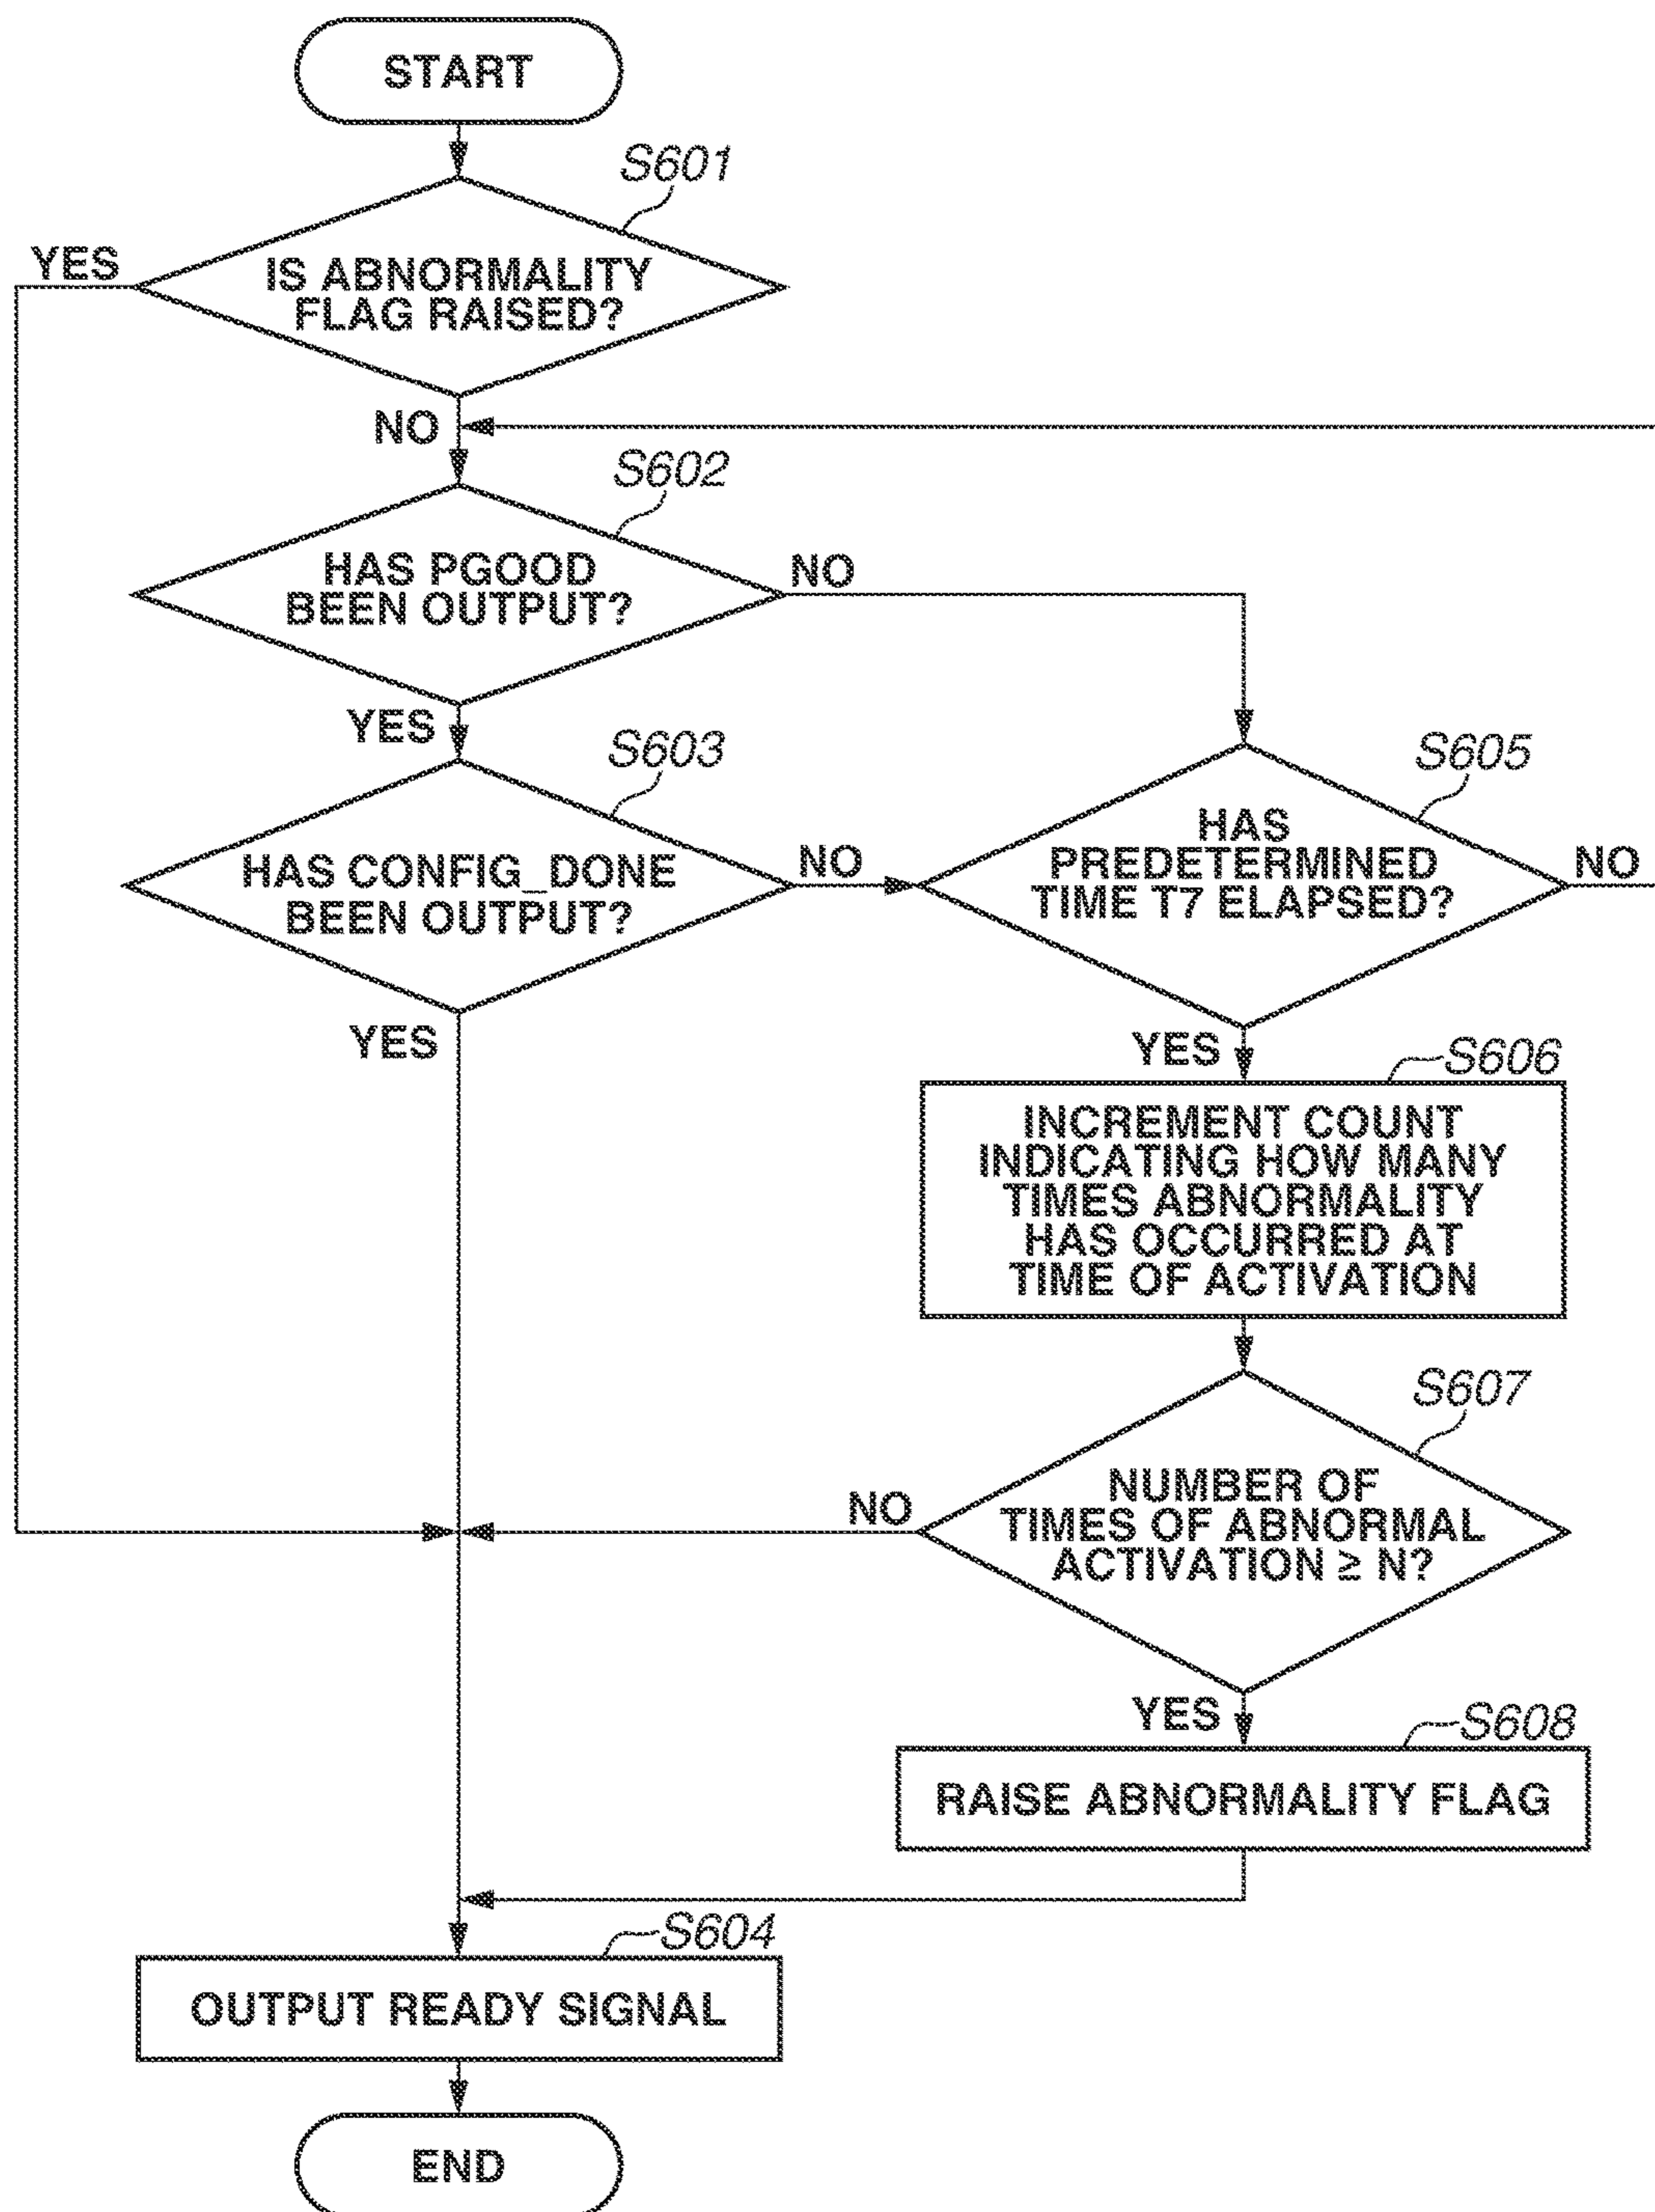 START
S601
YES
IS ABNORMALITY
FLAG RAISED?
NO
S602
HAS PGOOD
BEEN OUTPUT?
NO
YES
S603
HAS CONFIG_DONE
BEEN OUTPUT?
NO
S605
HAS
PREDETERMINED
TIME T7 ELAPSED?
NO
YES
YES
S606
INCREMENT COUNT
INDICATING HOW MANY
TIMES ABNORMALITY
HAS OCCURRED AT
TIME OF ACTIVATION
S607
NUMBER OF
TIMES OF ABNORMAL
ACTIVATION ≥ N?
NO
YES
S608
RAISE ABNORMALITY FLAG
S604
OUTPUT READY SIGNAL
END